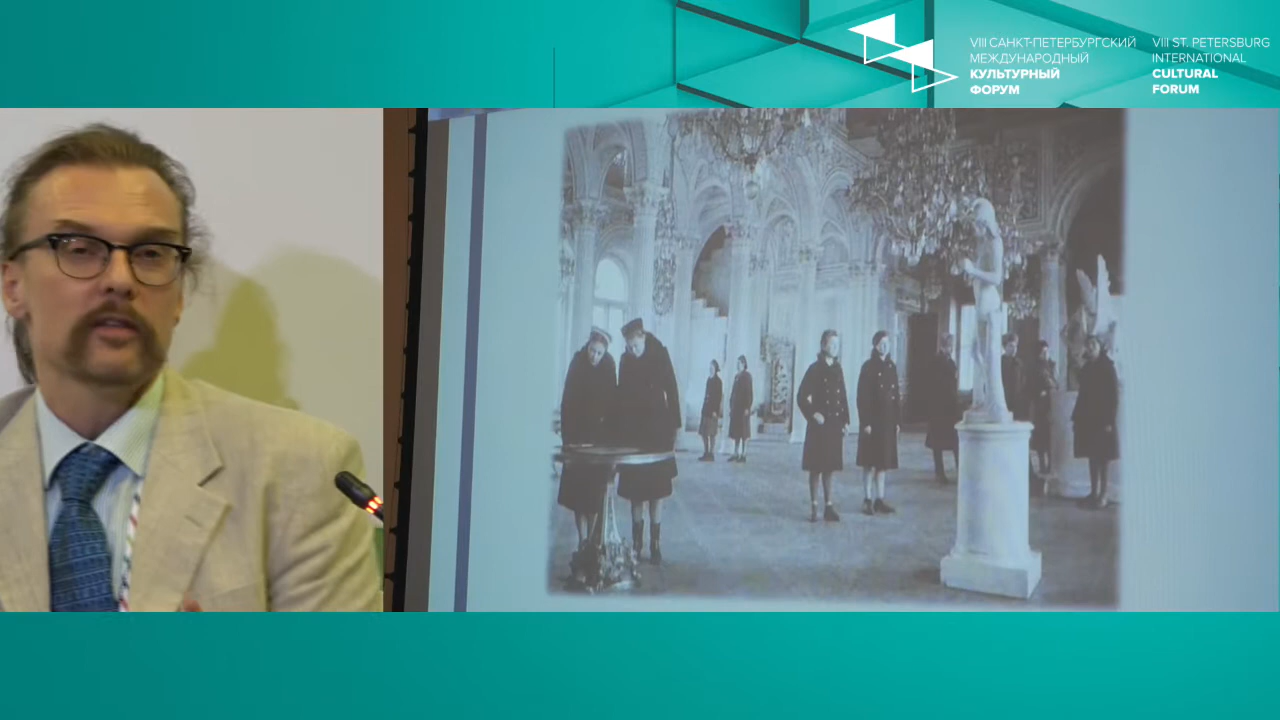 VIII САНКТ-ПЕТЕРБУРГСКИЙ
МЕЖДУНАРОДНЫЙ
КУЛЬТУРНЫЙ
ФОРУМ
VIII ST. PETERSBURG
INTERNATIONAL
CULTURAL
FORUM